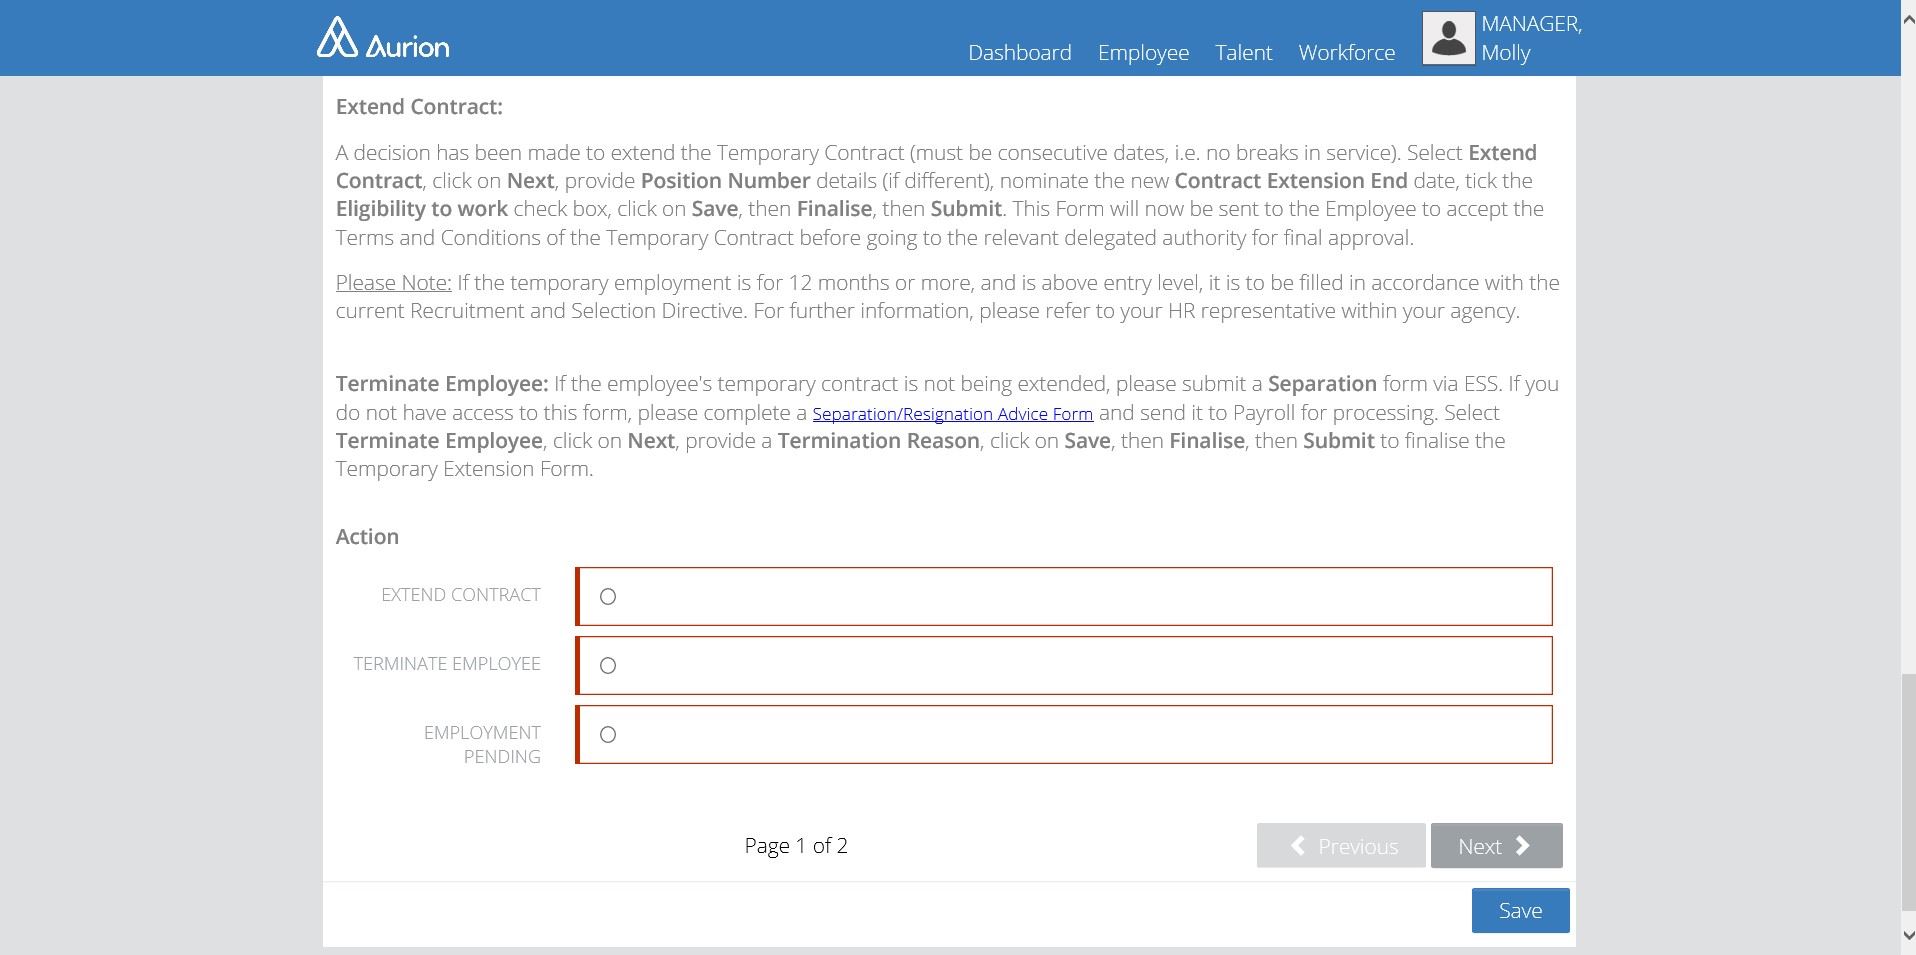 Aurion
Dashboard Employee Talent Workforce
MANAGER,
Molly
Extend Contract:
A decision has been made to extend the Temporary Contract (must be consecutive dates, i.e. no breaks in service). Select Extend
Contract, click on Next, provide Position Number details (if different), nominate the new Contract Extension End date, tick the
Eligibility to work check box, click on Save, then Finalise, then Submit. This Form will now be sent to the Employee to accept the
Terms and Conditions of the Temporary Contract before going to the relevant delegated authority for final approval.
Please Note: If the temporary employment is for 12 months or more, and is above entry level, it is to be filled in accordance with the
current Recruitment and Selection Directive. For further information, please refer to your HR representative within your agency.
Terminate Employee: If the employee's temporary contract is not being extended, please submit a Separation form via ESS. If you
do not have access to this form, please complete a Separation/Resignation Advice Form and send it to Payroll for processing. Select
Terminate Employee, click on Next, provide a Termination Reason, click on Save, then Finalise, then Submit to finalise the
Temporary Extension Form.
Action
EXTEND CONTRACT
TERMINATE EMPLOYEE
EMPLOYMENT
PENDING
Page 1 of 2
Previous
Next
Save